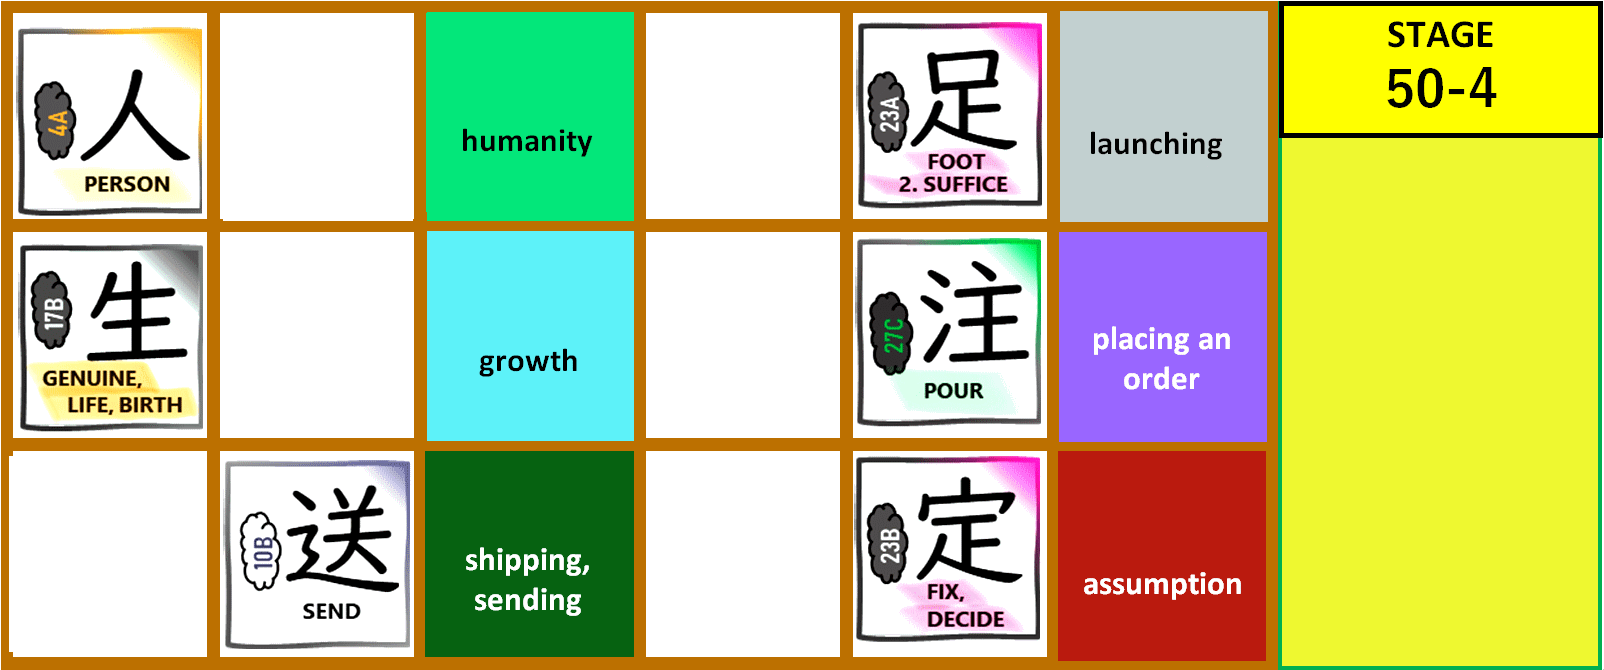 4A
人
PERSON
humanity
23A
足
FOOT
2. SUFFICE
launching
STAGE
50-4
17B
生
GENUINE,
LIFE, BIRTH
growth
27C
注
POUR
placing an
order
10B
送
SEND
shipping,
sending
23B
定
FIX,
DECIDE
assumption